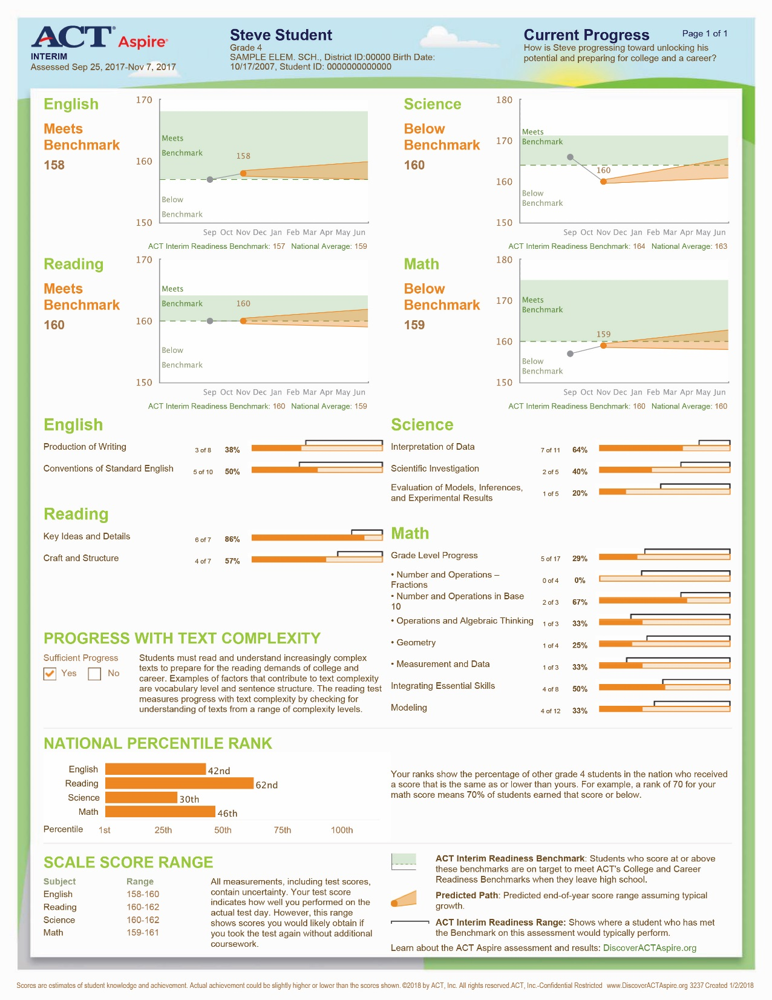 ACT Aspire
INTERIM
Assessed Sep 25, 2017-Nov 7, 2017
Steve Student
Grade 4
SAMPLE ELEM. SCH., District ID:00000 Birth Date:
10/17/2007, Student ID: 0000000000000
Current Progress Page 1 of 1
How is Steve progressing toward unlocking his
potential and preparing for college and a career?
English
Meets
Benchmark
158
170
160
150
Meets
Benchmark
158
Below
Benchmark
Sep Oct Nov Dec Jan Feb Mar Apr May Jun
ACT Interim Readiness Benchmark: 157 National Average: 159
Science
Below
Benchmark
160
180
170
160
150
Meets
Benchmark
160
Below
Benchmark
Sep Oct Nov Dec Jan Feb Mar Apr May Jun
ACT Interim Readiness Benchmark: 164 National Average: 163
Reading
Meets
Benchmark
160
170
160
150
Meets
Benchmark
160
Below
Benchmark
Sep Oct Nov Dec Jan Feb Mar Apr May Jun
ACT Interim Readiness Benchmark: 160 National Average: 159
Math
Below
Benchmark
159
180
170
160
150
Meets
Benchmark
159
Below
Benchmark
Sep Oct Nov Dec Jan Feb Mar Apr May Jun
ACT Interim Readiness Benchmark: 160 National Average: 160
English
Production of Writing 3 of 8 38%
Conventions of Standard English 5 of 10 50%
Reading
Key Ideas and Details 6 of 7 86%
Craft and Structure 4 of 7 57%
Science
Interpretation of Data 7 of 11 64%
Scientific Investigation 2 of 5 40%
Evaluation of Models, Inferences,
and Experimental Results 1 of 5 20%
Math
Grade Level Progress 5 of 17 29%
• Number and Operations –
Fractions 0 of 4 0%
• Number and Operations in Base
10 2 of 3 67%
• Operations and Algebraic Thinking 1 of 3 33%
• Geometry 1 of 4 25%
• Measurement and Data 1 of 3 33%
Integrating Essential Skills 4 of 8 50%
Modeling 4 of 12 33%
PROGRESS WITH TEXT COMPLEXITY
Sufficient Progress
Yes No
Students must read and understand increasingly complex
texts to prepare for the reading demands of college and
career. Examples of factors that contribute to text complexity
are vocabulary level and sentence structure. The reading test
measures progress with text complexity by checking for
understanding of texts from a range of complexity levels.
NATIONAL PERCENTILE RANK
English 42nd
Reading 62nd
Science 30th
Math 46th
Percentile 1st 25th 50th 75th 100th
Your ranks show the percentage of other grade 4 students in the nation who received
a score that is the same as or lower than yours. For example, a rank of 70 for your
math score means 70% of students earned that score or below.
SCALE SCORE RANGE
Subject Range
English 158-160
Reading 160-162
Science 160-162
Math 159-161
All measurements, including test scores,
contain uncertainty. Your test score
indicates how well you performed on the
actual test day. However, this range
shows scores you would likely obtain if
you took the test again without additional
coursework.
ACT Interim Readiness Benchmark: Students who score at or above
these benchmarks are on target to meet ACT's College and Career
Readiness Benchmarks when they leave high school.
Predicted Path: Predicted end-of-year score range assuming typical
growth.
ACT Interim Readiness Range: Shows where a student who has met
the Benchmark on this assessment would typically perform.
Learn about the ACT Aspire assessment and results: DiscoverACTAspire.org
Scores are estimates of student knowledge and achievement. Actual achievement could be slightly higher or lower than the scores shown. ©2018 by ACT, Inc. All rights reserved.ACT, Inc.-Confidential Restricted www.DiscoverACTAspire.org 3237 Created 1/2/2018